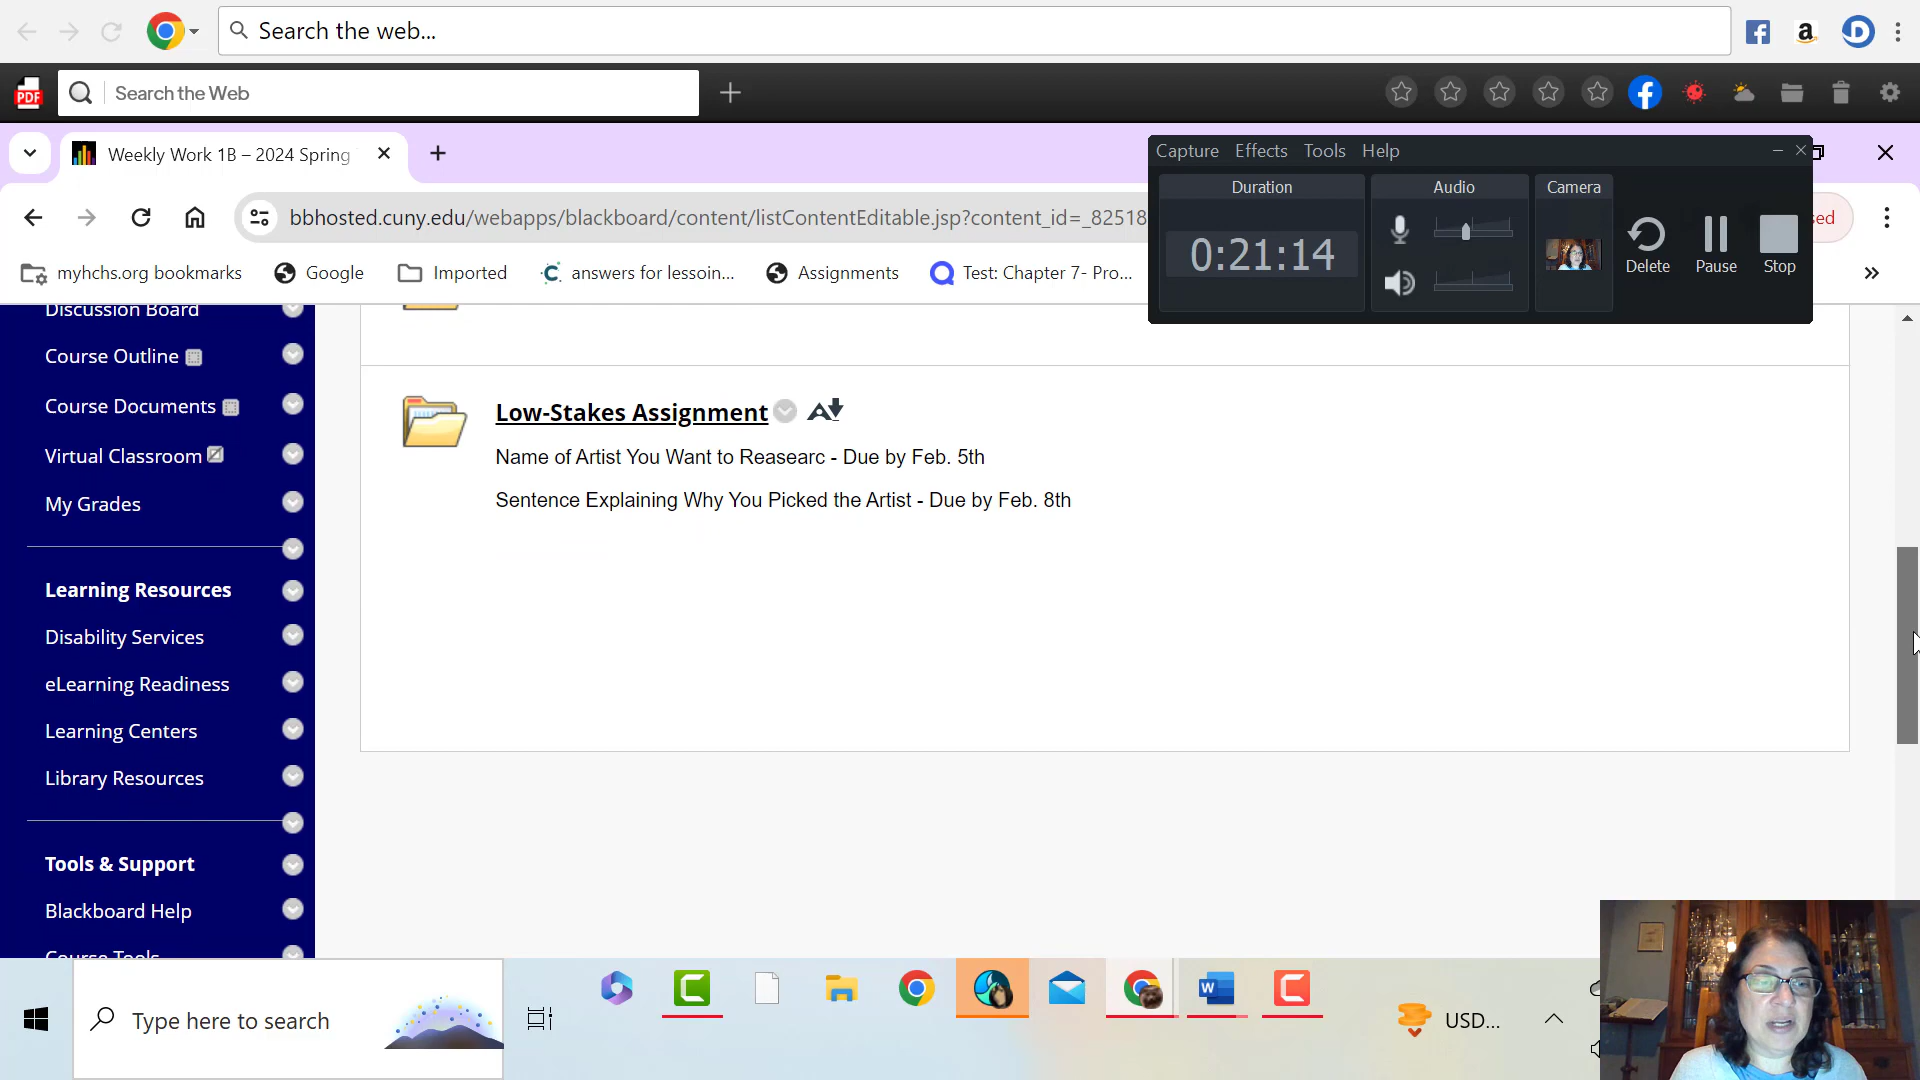 Search the web...
PDF
Search the Web
Weekly Work 1B – 2024 Spring
Capture Effects Tools Help
Duration
Audio
Camera
0:21:14
Delete
Pause
Stop
bbhosted.cuny.edu/webapps/blackboard/content/listContentEditable.jsp?content_id=_82518
myhchs.org bookmarks
Google
Imported
answers for lessoin...
Assignments
Test: Chapter 7- Pro...
Discussion Board
Course Outline
Course Documents
Virtual Classroom
My Grades
Learning Resources
Disability Services
eLearning Readiness
Learning Centers
Library Resources
Tools & Support
Blackboard Help
Course Tools
Low-Stakes Assignment
Name of Artist You Want to Reasearc - Due by Feb. 5th
Sentence Explaining Why You Picked the Artist - Due by Feb. 8th
Type here to search
USD...